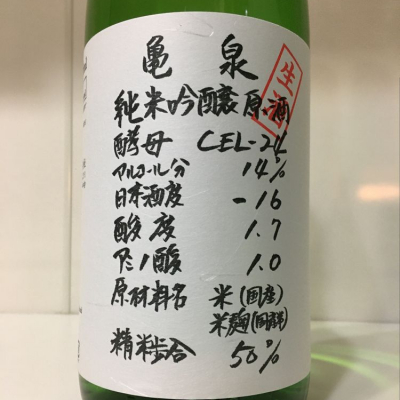 亀泉
純米吟醸原酒
生酒
酵母 CEL-24
アルコール分 14%
日本酒度 -16
酸度 1.7
アミノ酸 1.0
原材料名 米(国産)
米麹(国産米)
精米歩合 50%